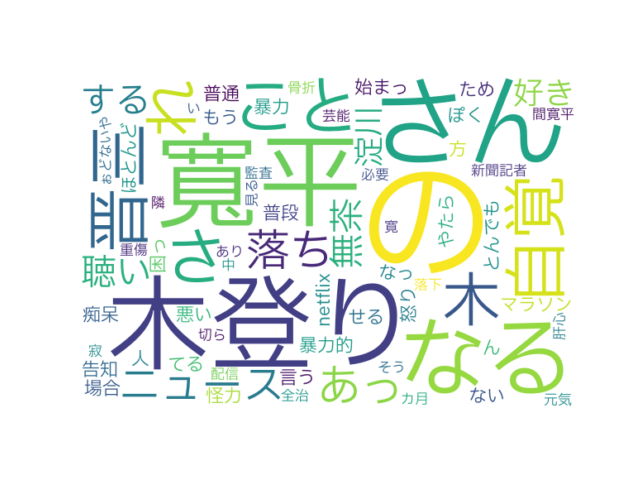 する
れ
普通
もう
こと
骨折
暴力
い
芸能
始まっ
さん
ため
ぽく
好き
間寛平
言
どんとほ
淀川
方
新聞記者
寛平
の
自覚
晋
見る
監査
必要
やたら
とんでも
隣
普段
無奈
寛
聴い
重傷
困っ
さ
落ち
あり
中
なっ
木
落下
マラソン
木登り
netflix
せる
怒り
なる
肝心
ん
痴呆
悪い
切ら
暴力的
寂
人
てる
告知
場合
ニュース
配信
怪力
言う
全治
あっ
そう
カ月
ない
元気